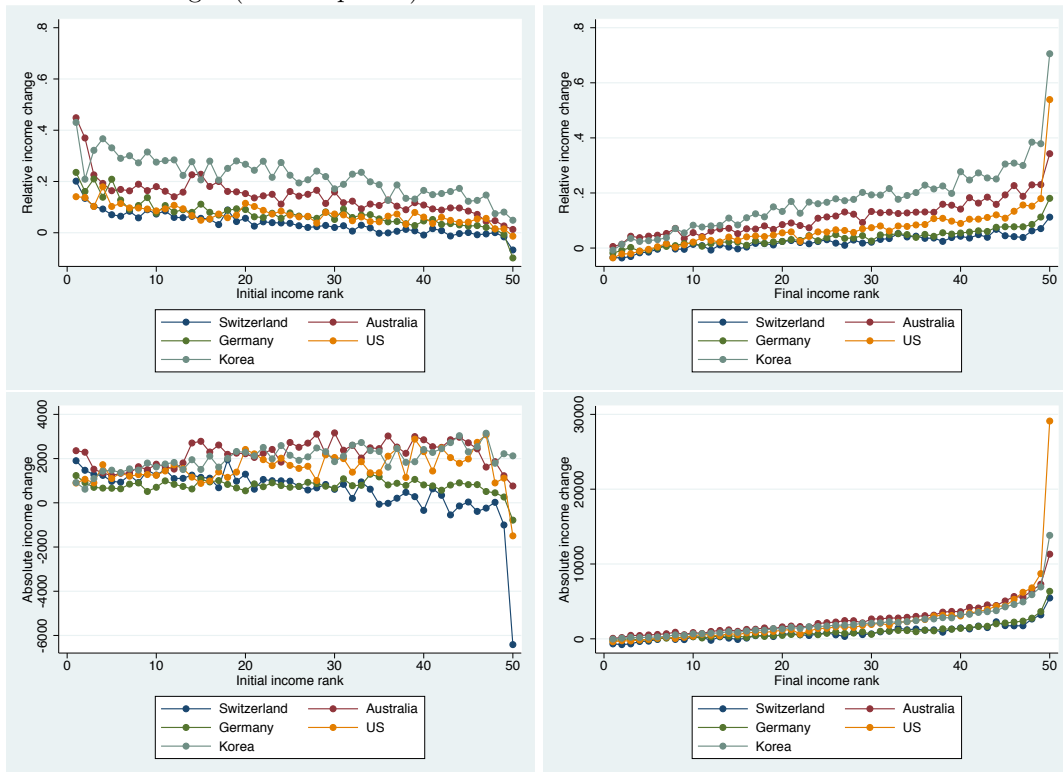 Relative income change
.8
.6
.4
.2
0
0 10 20 30 40 50
Initial income rank
Switzerland Australia
Germany US
Korea
Relative income change
.8
.6
.4
.2
0
0 10 20 30 40 50
Final income rank
Switzerland Australia
Germany US
Korea
Absolute income change
4000
2000
0
-2000
-4000
-6000
0 10 20 30 40 50
Initial income rank
Switzerland Australia
Germany US
Korea
Absolute income change
30000
20000
10000
0
0 10 20 30 40 50
Final income rank
Switzerland Australia
Germany US
Korea